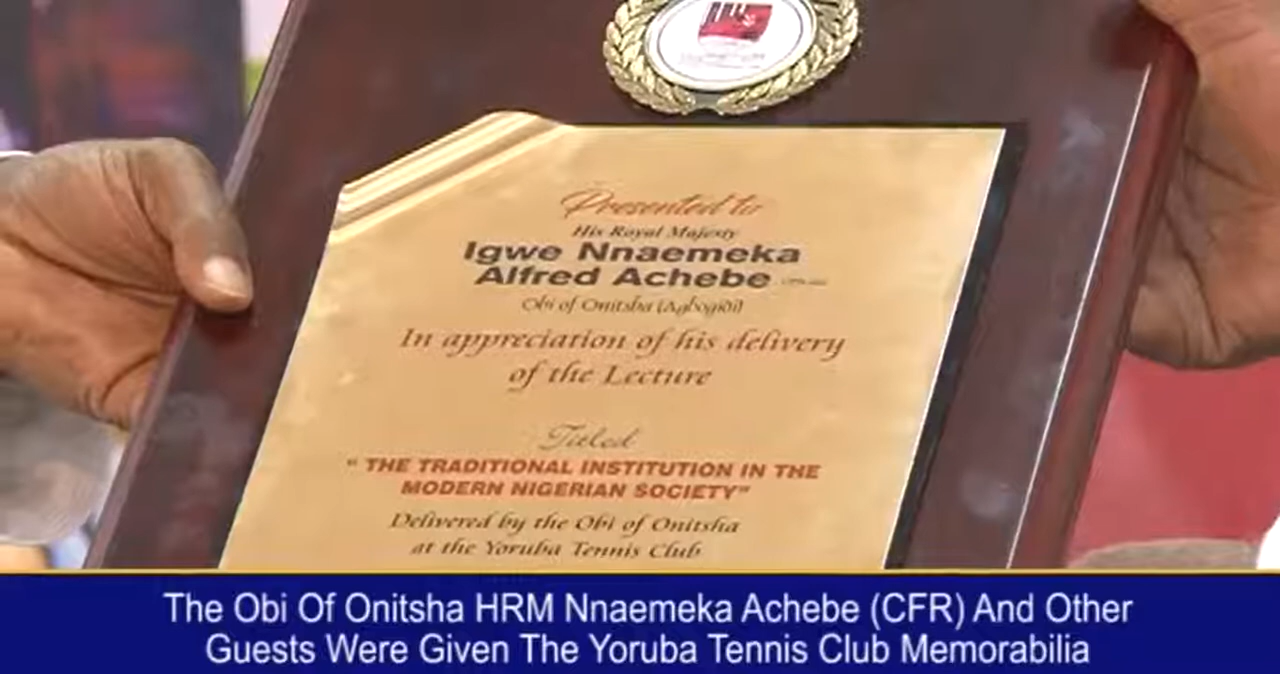 Presented to
His Royal Majesty
Igwe Nnaemeka
Alfred Achebe
Obi of Onitsha (Agbogidi)
In appreciation of his delivery
of the Lecture
Titled
" THE TRADITIONAL INSTITUTION IN THE
MODERN NIGERIAN SOCIETY"
Delivered by the Obi of Onitsha
at the Yoruba Tennis Club
The Obi Of Onitsha HRM Nnaemeka Achebe (CFR) And Other
Guests Were Given The Yoruba Tennis Club Memorabilia